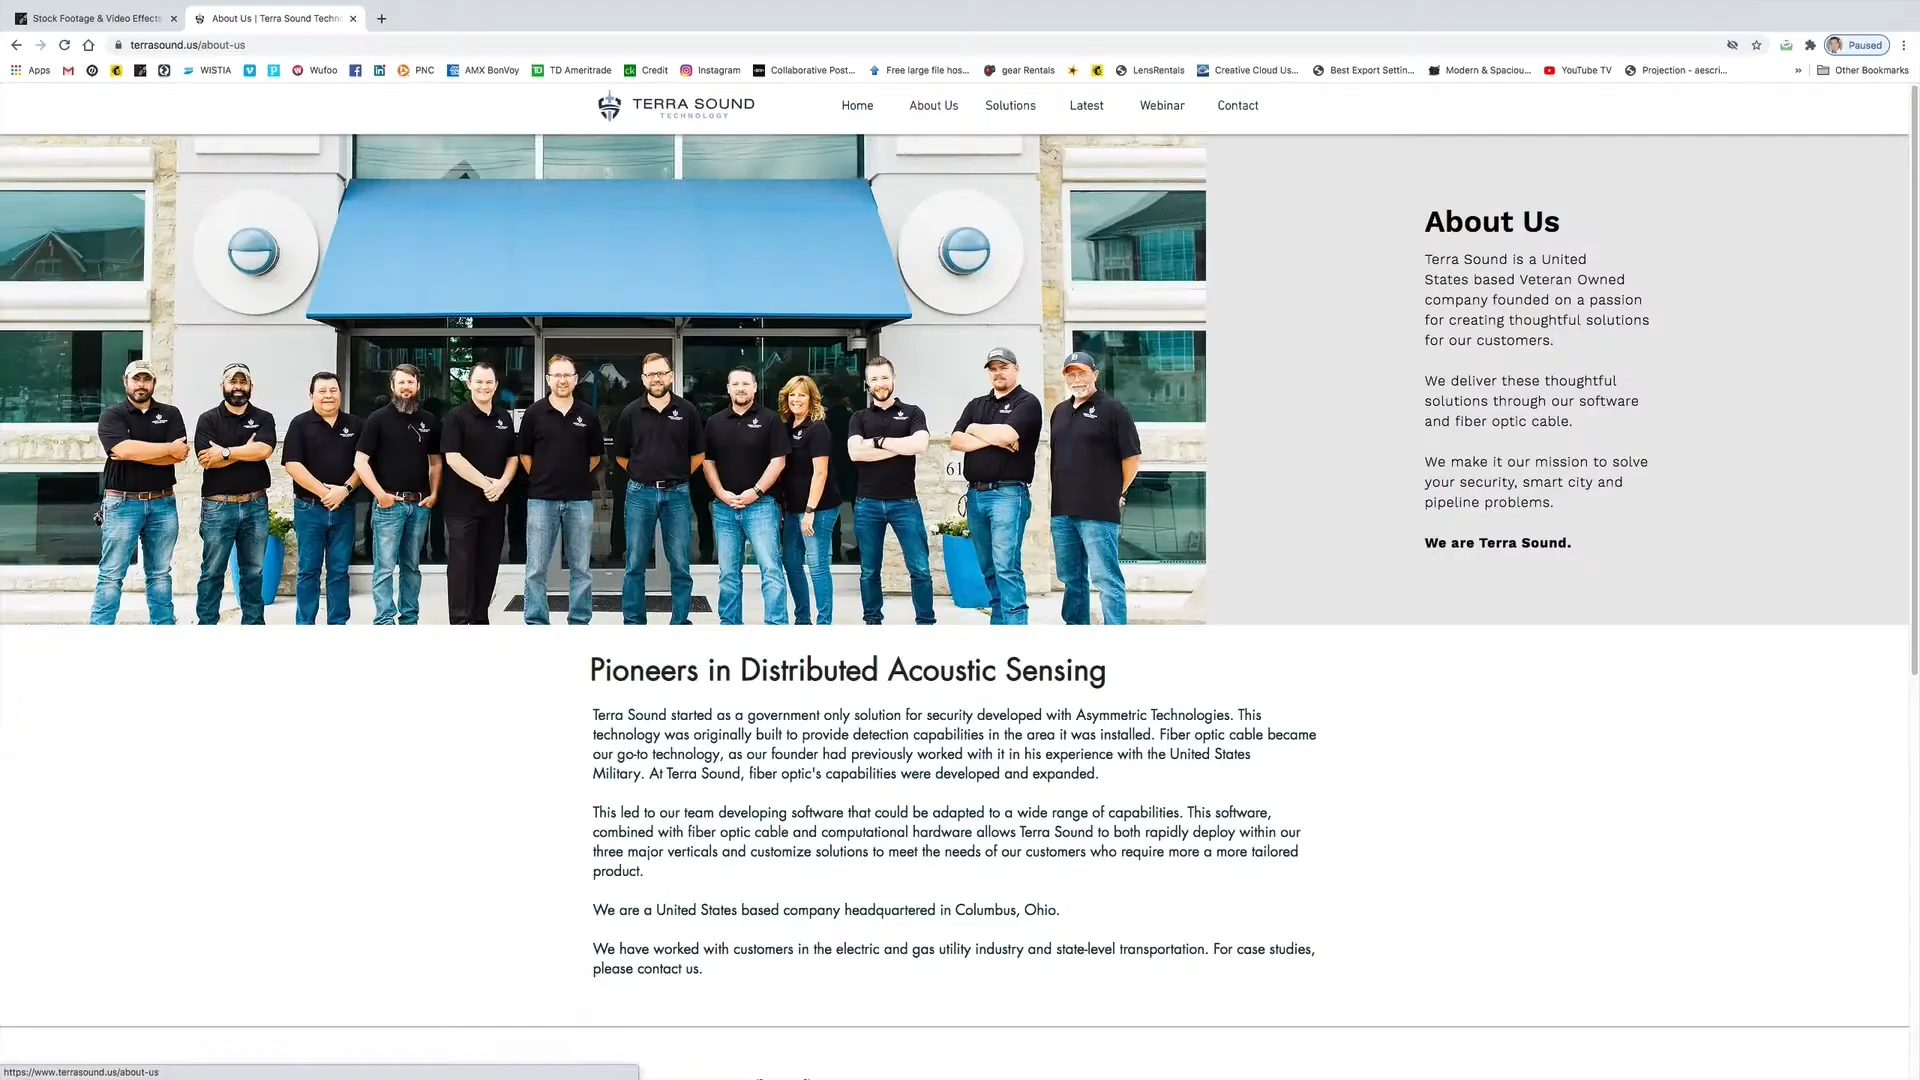 Stock Footage & Video Effects
About Us | Terra Sound Techn
terrasound.us/about-us
Paused
Apps
WISTIA
Wufoo
PNC
AMX BonVoy
TD Ameritrade
Credit
Instagram
Collaborative Post...
Free large file hos...
gear Rentals
LensRentals
Creative Cloud Us...
Best Export Settin...
Modern & Spaciou...
YouTube TV
Projection - aescri...
»
Other Bookmarks
TERRA SOUND
TECHNOLOGY
Home
About Us
Solutions
Latest
Webinar
Contact
61
About Us
Terra Sound is a United
States based Veteran Owned
company founded on a passion
for creating thoughtful solutions
for our customers.
We deliver these thoughtful
solutions through our software
and fiber optic cable.
We make it our mission to solve
your security, smart city and
pipeline problems.
We are Terra Sound.
Pioneers in Distributed Acoustic Sensing
Terra Sound started as a government only solution for security developed with Asymmetric Technologies. This
technology was originally built to provide detection capabilities in the area it was installed. Fiber optic cable became
our go-to technology, as our founder had previously worked with it in his experience with the United States
Military. At Terra Sound, fiber optic's capabilities were developed and expanded.
This led to our team developing software that could be adapted to a wide range of capabilities. This software,
combined with fiber optic cable and computational hardware allows Terra Sound to both rapidly deploy within our
three major verticals and customize solutions to meet the needs of our customers who require more a more tailored
product.
We are a United States based company headquartered in Columbus, Ohio.
We have worked with customers in the electric and gas utility industry and state-level transportation. For case studies,
please contact us.
https://www.terrasound.us/about-us